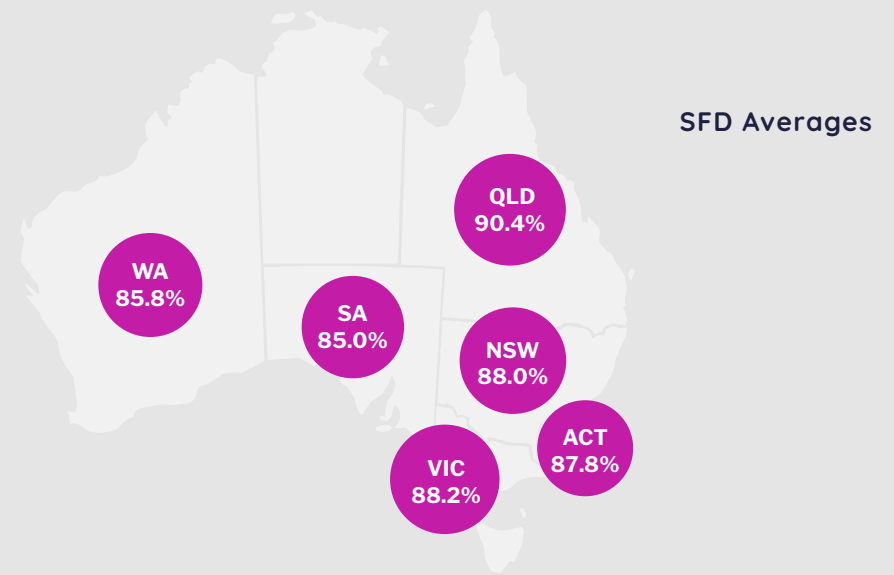 SFD Averages
QLD
90.4%
WA
85.8%
SA
85.0%
NSW
88.0%
ACT
87.8%
VIC
88.2%